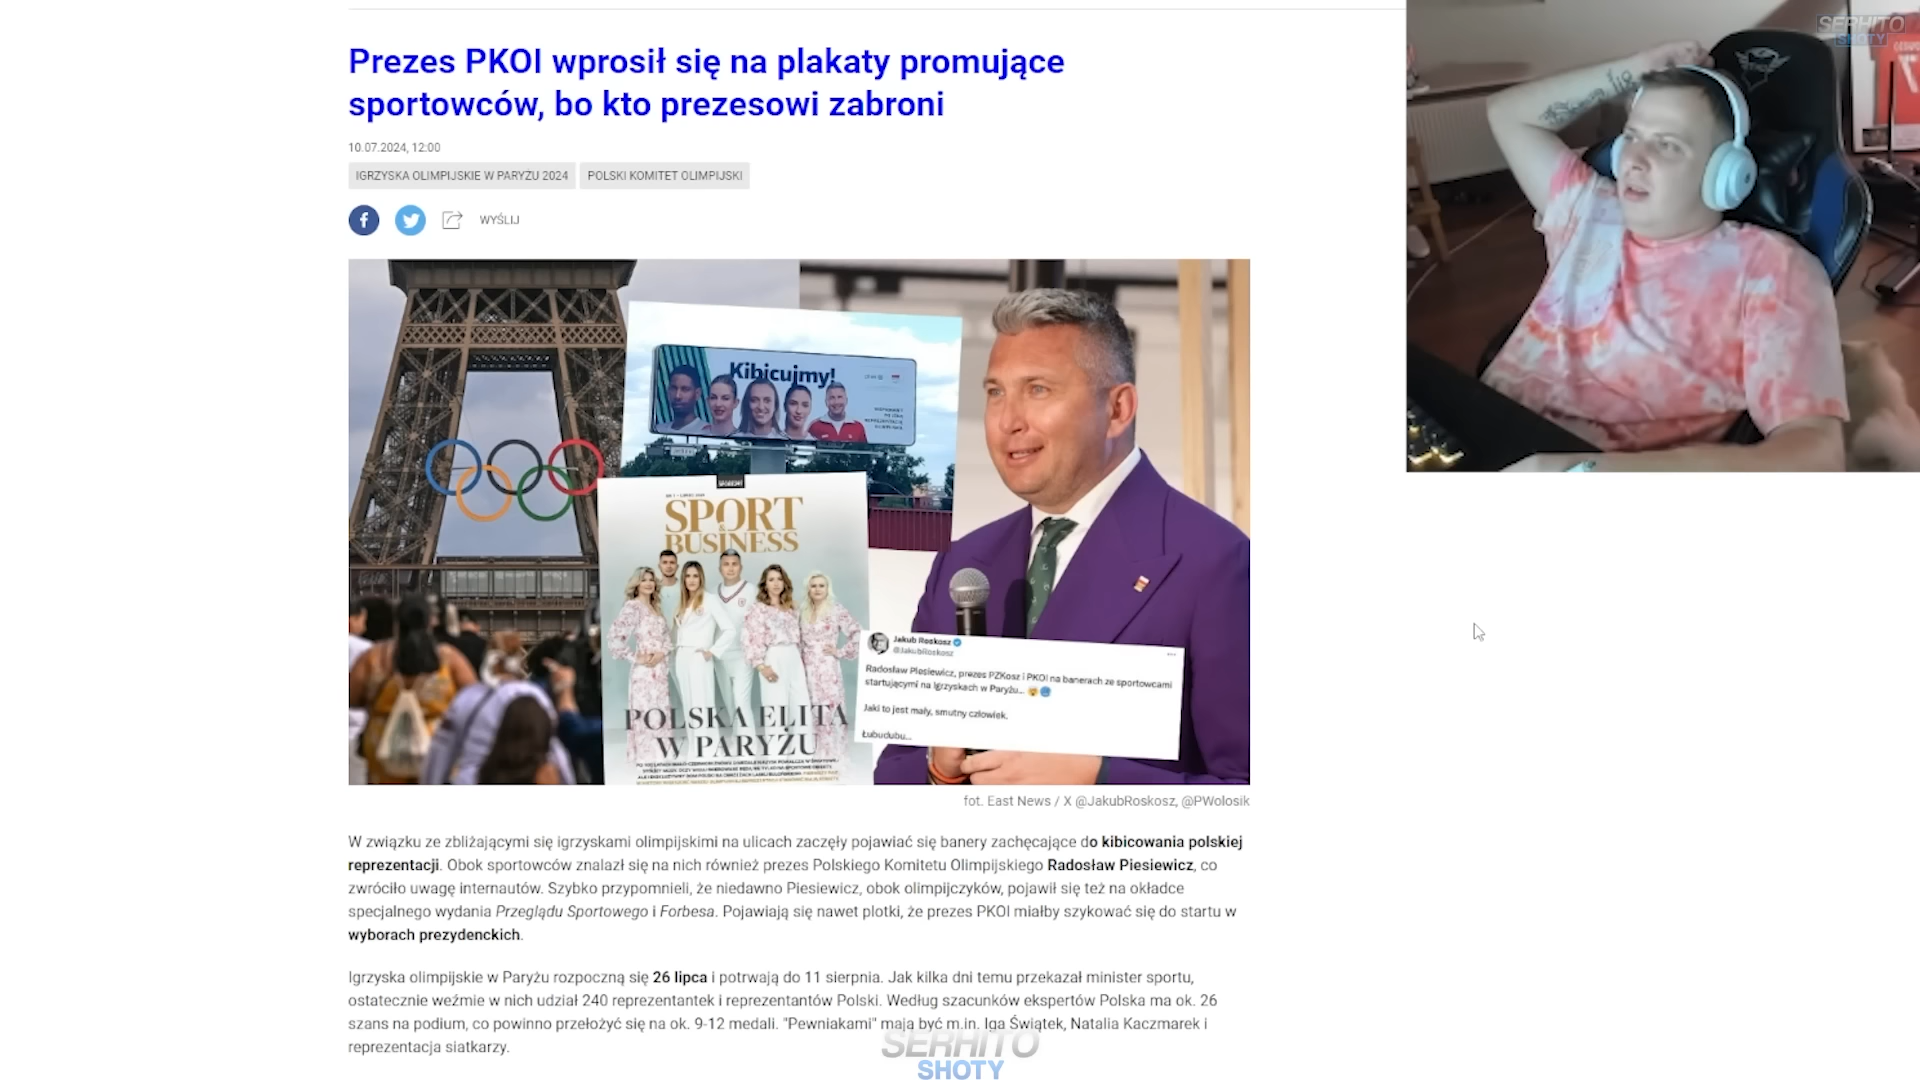 Prezes PKOl wprosił się na plakaty promujące
sportowców, bo kto prezesowi zabroni
10.07.2024, 12:00
IGRZYSKA OLIMPIJSKIE W PARYŻU 2024
POLSKI KOMITET OLIMPIJSKI
WYŚLIJ
Kibicujmy!
SPORT
&
BUSINESS
POLSKA ELITA
W PARYŻU
Jakub Roskosz
@JakubRoskosz
Radosław Piesiewicz, prezes PZKosz i PKOl na banerach ze sportowcami
startującymi na Igrzyskach w Paryżu...
Jaki to jest mały, smutny człowiek.
Łubudubu...
fot. East News / X @JakubRoskosz, @PWolosik
W związku ze zbliżającymi się igrzyskami olimpijskimi na ulicach zaczęły pojawiać się banery zachęcające do kibicowania polskiej
reprezentacji. Obok sportowców znalazł się na nich również prezes Polskiego Komitetu Olimpijskiego Radosław Piesiewicz, co
zwróciło uwagę internautów. Szybko przypomnieli, że niedawno Piesiewicz, obok olimpijczyków, pojawił się też na okładce
specjalnego wydania Przeglądu Sportowego i Forbesa. Pojawiają się nawet plotki, że prezes PKOl miałby szykować się do startu w
wyborach prezydenckich.
Igrzyska olimpijskie w Paryżu rozpoczną się 26 lipca i potrwają do 11 sierpnia. Jak kilka dni temu przekazał minister sportu,
ostatecznie weźmie w nich udział 240 reprezentantek i reprezentantów Polski. Według szacunków ekspertów Polska ma ok. 26
szans na podium, co powinno przełożyć się na ok. 9-12 medali. "Pewniakami" mają być m.in. Iga Świątek, Natalia Kaczmarek i
reprezentacja siatkarzy.
SERHITO
SHOTY
SERHITO
SHOTY